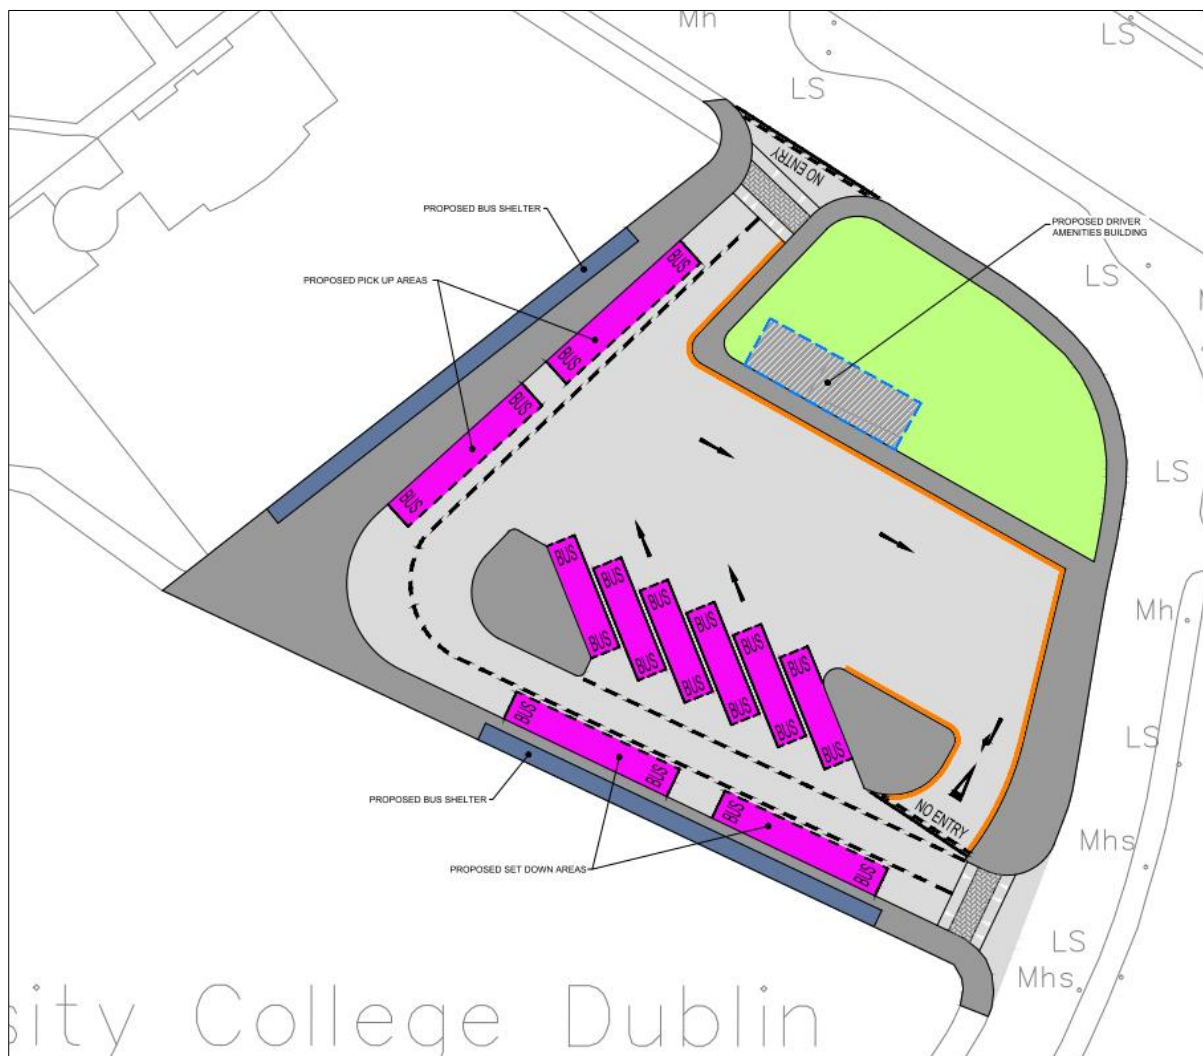 Mh
LS
LS
NO ENTRY
PROPOSED BUS SHELTER
PROPOSED DRIVER
AMENITIES BUILDING
BUS
LS
PROPOSED PICK UP AREAS
BUS
BUS
BUS
LS
BUS
BUS
BUS
BUS
Mh
BUS
BUS
BUS
BUS
BUS
BUS
BUS
BUS
BUS
BUS
LS
BUS
BUS
PROPOSED BUS SHELTER
BUS
NO ENTRY
Mhs
PROPOSED SET DOWN AREAS
BUS
LS
Mhs
sity College Dublin